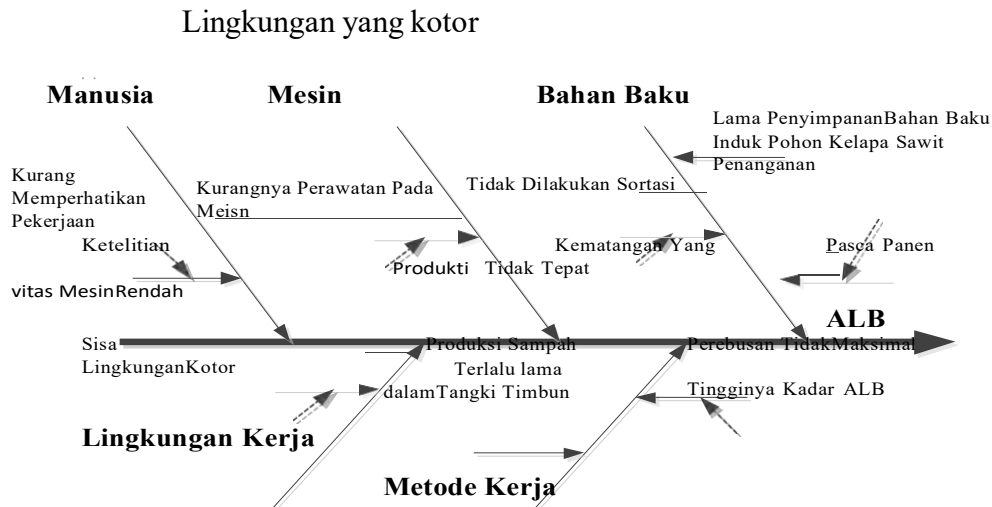 Lingkungan yang kotor
Manusia
Mesin
Bahan Baku
Lama PenyimpananBahan Baku
Induk Pohon Kelapa Sawit
Penanganan
Kurang
Memperhatikan
Pekerjaan
Kurangnya Perawatan Pada
Meisn
Tidak Dilakukan Sortasi
Ketelitian
Kematangan Yang
Pasca Panen
Produkti
Tidak Tepat
vitas MesinRendah
ALB
Sisa
Produksi Sampah
Perebusan TidakMaksimal
LingkunganKotor
Terlalu lama
dalamTangki Timbun
Tingginya Kadar ALB
Lingkungan Kerja
Metode Kerja